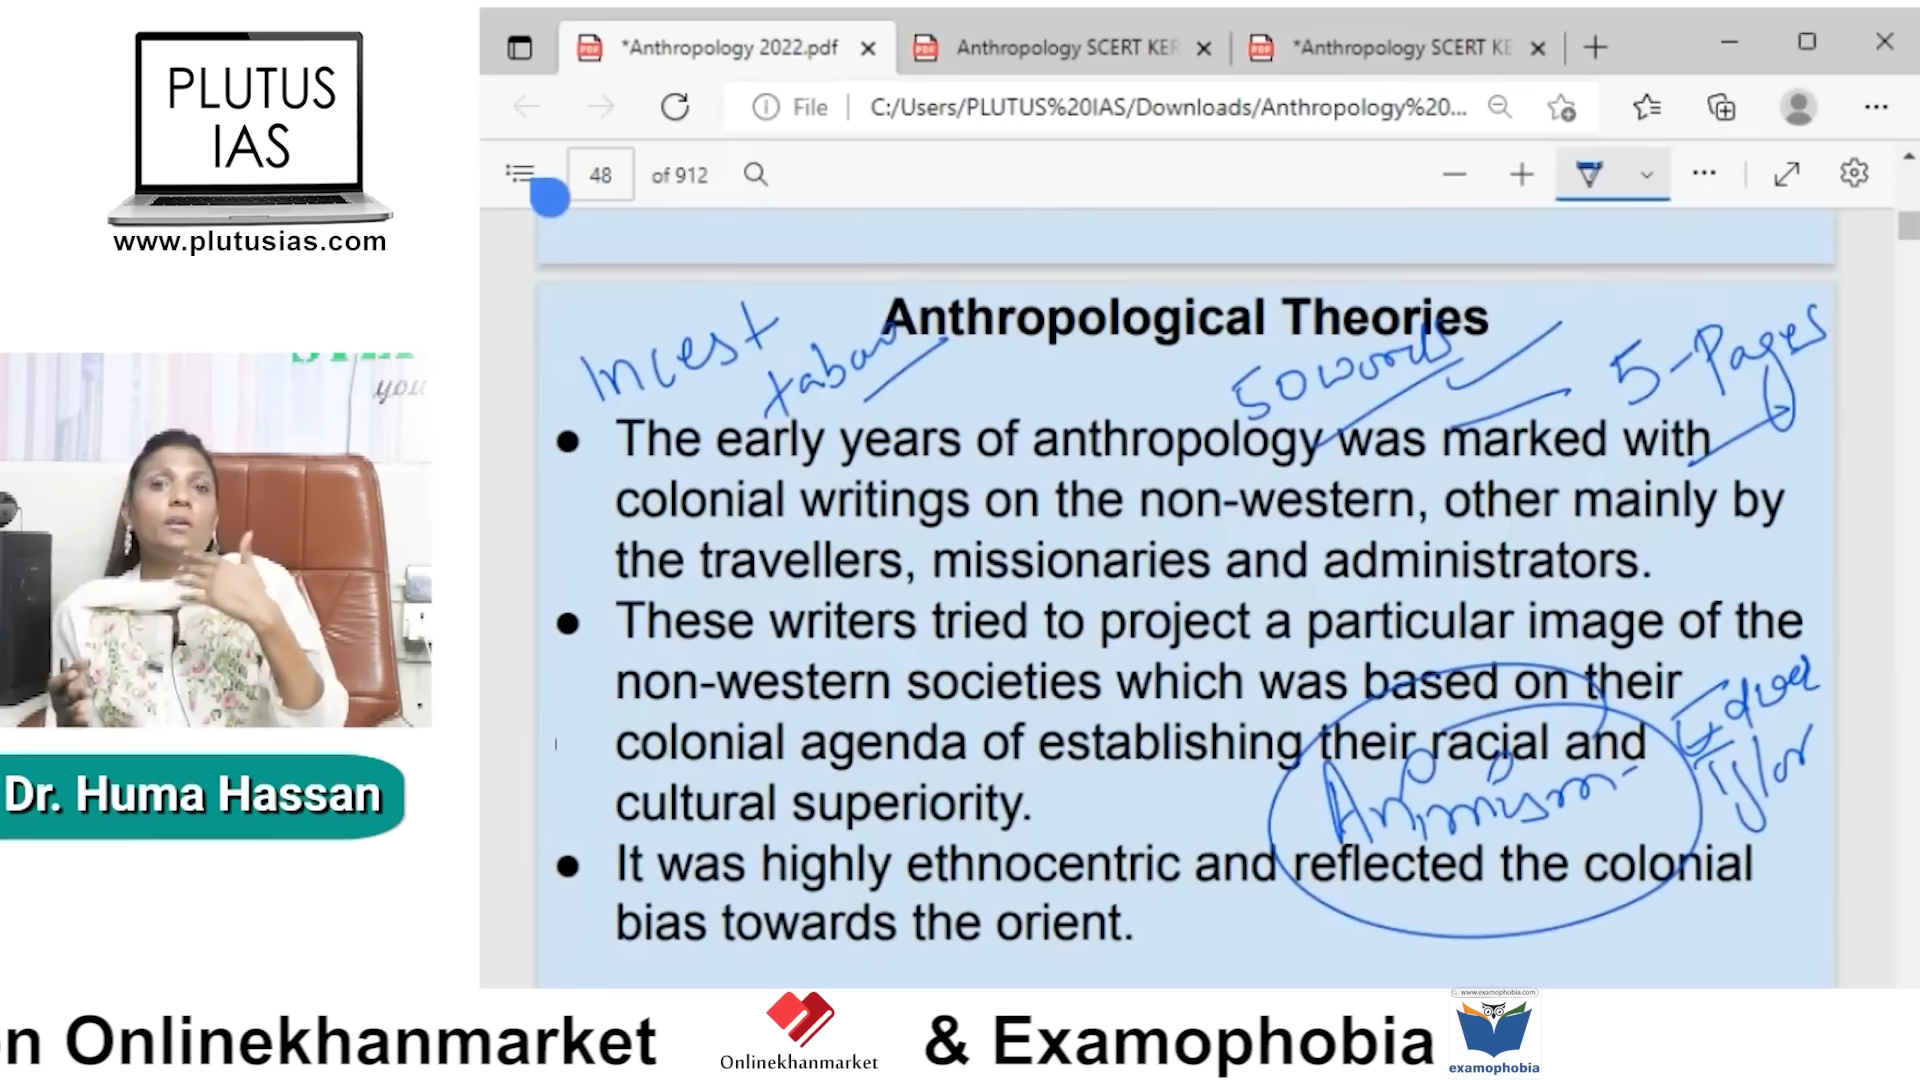 PLUTUS
IAS
www.plutusias.com
*Anthropology 2022.pdf
Anthropology SCERT KER
*Anthropology SCERT KE
File
C:/Users/PLUTUS%20IAS/Downloads/Anthropology%20...
48 of 912
Anthropological Theories
Incest
50 words
5-Pages
• The early years of anthropology was marked with
colonial writings on the non-western, other mainly by
the travellers, missionaries and administrators.
• These writers tried to project a particular image of the
non-western societies which was based on their
colonial agenda of establishing their racial and
cultural superiority.
• It was highly ethnocentric and reflected the colonial
bias towards the orient.
Animism
Tylor
you
Dr. Huma Hassan
n Onlinekhanmarket
Onlinekhanmarket
& Examophobia
www.examophobia.com
examophobia